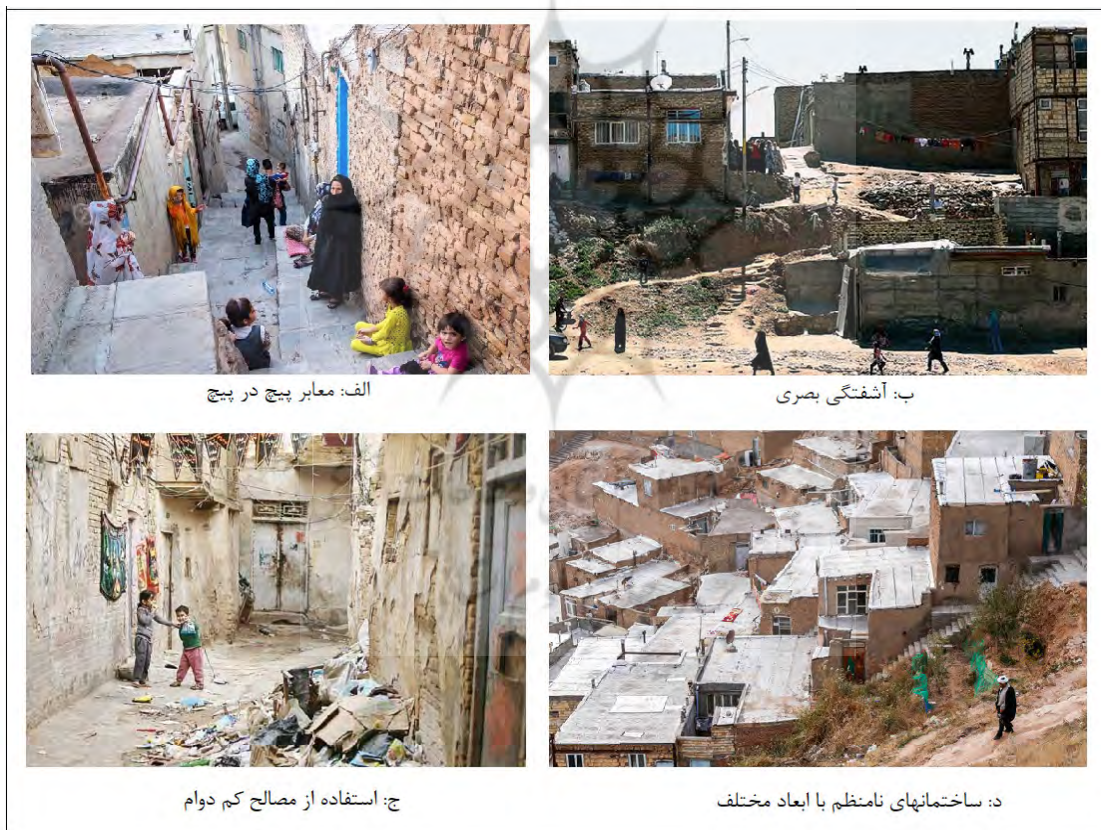 الف: معابر پیچ در پیچ
ب: آشفتگی بصری
ج: استفاده از مصالح کم دوام
د: ساختمانهای نامنظم با ابعاد مختلف